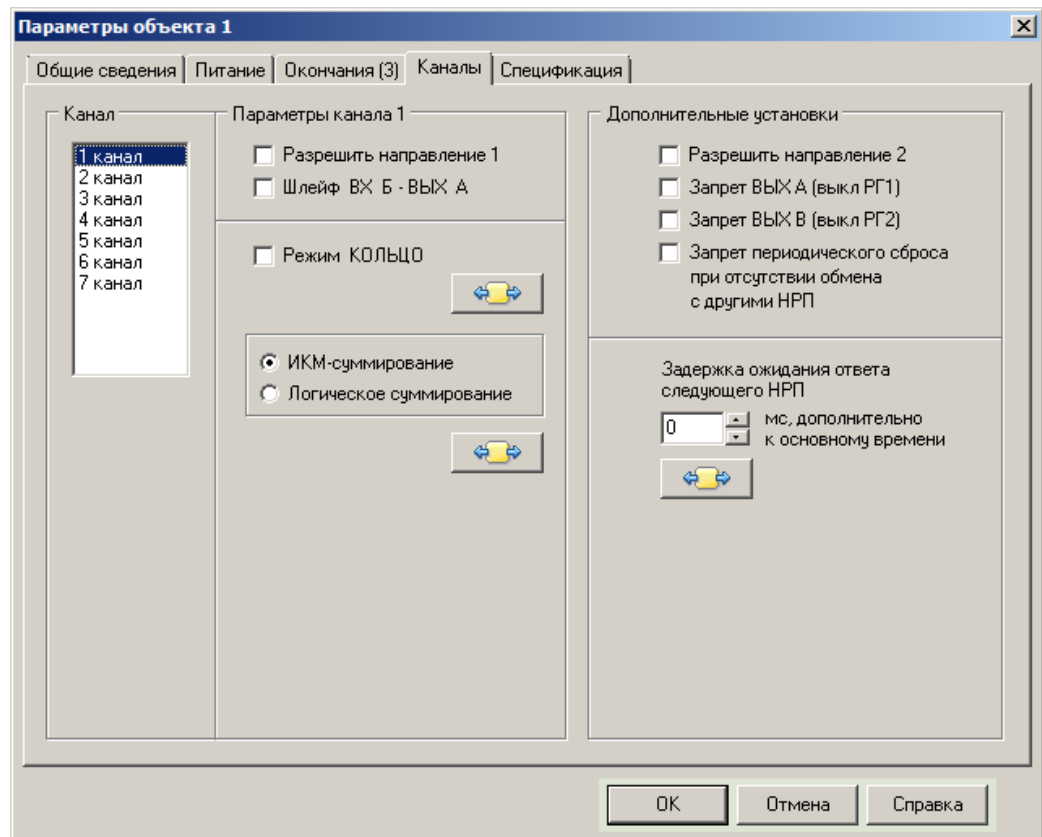 Параметры объекта 1
Общие сведения
Питание
Окончания (3)
Каналы
Спецификация
Канал
1 канал
2 канал
3 канал
4 канал
5 канал
6 канал
7 канал
Параметры канала 1
Разрешить направление 1
Шлейф ВХ Б - ВЫХ А
Режим КОЛЬЦО
ИКМ-суммирование
Логическое суммирование
Дополнительные установки
Разрешить направление 2
Запрет ВЫХ А (выкл РГ1)
Запрет ВЫХ В (выкл РГ2)
Запрет периодического сброса
при отсутствии обмена
с другими НРП
Задержка ожидания ответа
следующего НРП
0
мс, дополнительно
к основному времени
OK
Отмена
Справка